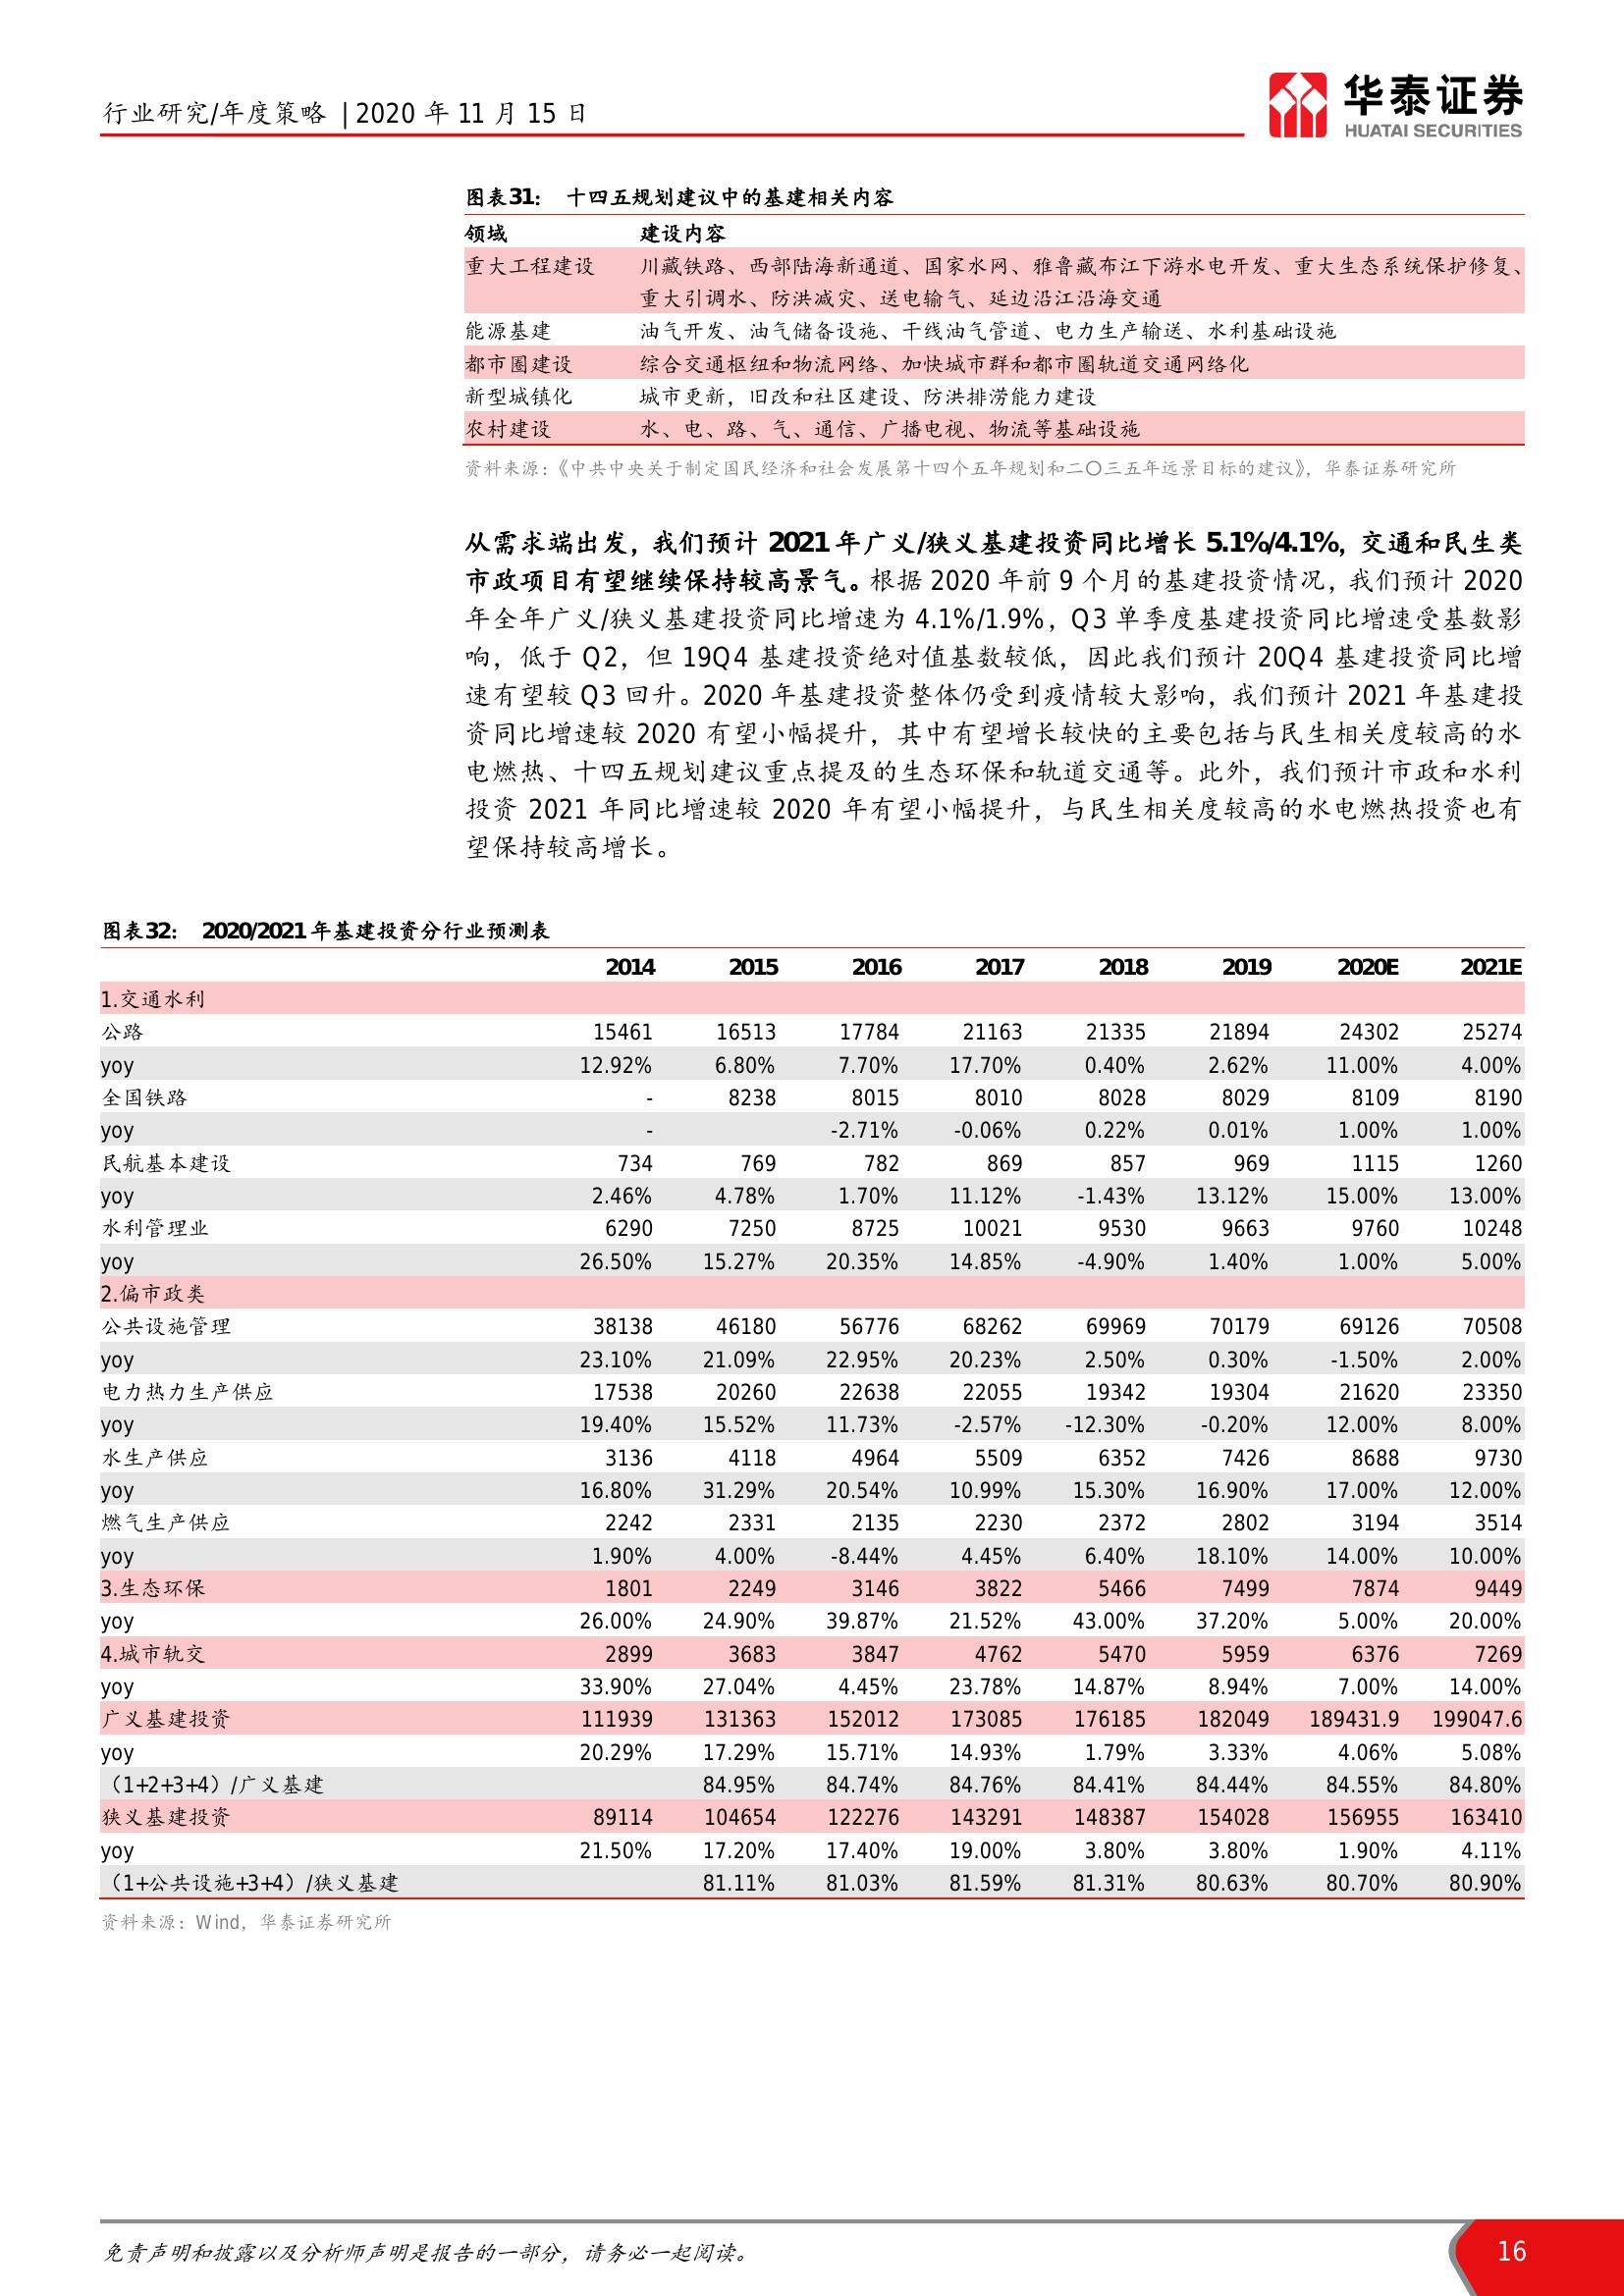 行业研究/年度策略 | 2020 年 11 月 15 日
华泰证券
HUATAI SECURITIES
图表31: 十四五规划建议中的基建相关内容
领域 建设内容
重大工程建设 川藏铁路、西部陆海新通道、国家水网、雅鲁藏布江下游水电开发、重大生态系统保护修复、
重大引调水、防洪减灾、送电输气、延边沿江沿海交通
能源基建 油气开发、油气储备设施、干线油气管道、电力生产输送、水利基础设施
都市圈建设 综合交通枢纽和物流网络、加快城市群和都市圈轨道交通网络化
新型城镇化 城市更新，旧改和社区建设、防洪排涝能力建设
农村建设 水、电、路、气、通信、广播电视、物流等基础设施
资料来源：《中共中央关于制定国民经济和社会发展第十四个五年规划和二〇三五年远景目标的建议》，华泰证券研究所
从需求端出发，我们预计 2021 年广义/狭义基建投资同比增长 5.1%/4.1%，交通和民生类
市政项目有望继续保持较高景气。根据 2020 年前 9 个月的基建投资情况，我们预计 2020
年全年广义/狭义基建投资同比增速为 4.1%/1.9%，Q3 单季度基建投资同比增速受基数影
响，低于 Q2，但 19Q4 基建投资绝对值基数较低，因此我们预计 20Q4 基建投资同比增
速有望较 Q3 回升。2020 年基建投资整体仍受到疫情较大影响，我们预计 2021 年基建投
资同比增速较 2020 有望小幅提升，其中有望增长较快的主要包括与民生相关度较高的水
电燃热、十四五规划建议重点提及的生态环保和轨道交通等。此外，我们预计市政和水利
投资 2021 年同比增速较 2020 年有望小幅提升，与民生相关度较高的水电燃热投资也有
望保持较高增长。
图表32: 2020/2021 年基建投资分行业预测表
2014 2015 2016 2017 2018 2019 2020E 2021E
1.交通水利
公路 15461 16513 17784 21163 21335 21894 24302 25274
yoy 12.92% 6.80% 7.70% 17.70% 0.40% 2.62% 11.00% 4.00%
全国铁路 - 8238 8015 8010 8028 8029 8109 8190
yoy - -2.71% -0.06% 0.22% 0.01% 1.00% 1.00%
民航基本建设 734 769 782 869 857 969 1115 1260
yoy 2.46% 4.78% 1.70% 11.12% -1.43% 13.12% 15.00% 13.00%
水利管理业 6290 7250 8725 10021 9530 9663 9760 10248
yoy 26.50% 15.27% 20.35% 14.85% -4.90% 1.40% 1.00% 5.00%
2.偏市政类
公共设施管理 38138 46180 56776 68262 69969 70179 69126 70508
yoy 23.10% 21.09% 22.95% 20.23% 2.50% 0.30% -1.50% 2.00%
电力热力生产供应 17538 20260 22638 22055 19342 19304 21620 23350
yoy 19.40% 15.52% 11.73% -2.57% -12.30% -0.20% 12.00% 8.00%
水生产供应 3136 4118 4964 5509 6352 7426 8688 9730
yoy 16.80% 31.29% 20.54% 10.99% 15.30% 16.90% 17.00% 12.00%
燃气生产供应 2242 2331 2135 2230 2372 2802 3194 3514
yoy 1.90% 4.00% -8.44% 4.45% 6.40% 18.10% 14.00% 10.00%
3.生态环保 1801 2249 3146 3822 5466 7499 7874 9449
yoy 26.00% 24.90% 39.87% 21.52% 43.00% 37.20% 5.00% 20.00%
4.城市轨交 2899 3683 3847 4762 5470 5959 6376 7269
yoy 33.90% 27.04% 4.45% 23.78% 14.87% 8.94% 7.00% 14.00%
广义基建投资 111939 131363 152012 173085 176185 182049 189431.9 199047.6
yoy 20.29% 17.29% 15.71% 14.93% 1.79% 3.33% 4.06% 5.08%
（1+2+3+4）/广义基建 84.95% 84.74% 84.76% 84.41% 84.44% 84.55% 84.80%
狭义基建投资 89114 104654 122276 143291 148387 154028 156955 163410
yoy 21.50% 17.20% 17.40% 19.00% 3.80% 3.80% 1.90% 4.11%
（1+公共设施+3+4）/狭义基建 81.11% 81.03% 81.59% 81.31% 80.63% 80.70% 80.90%
资料来源：Wind，华泰证券研究所
免责声明和披露以及分析师声明是报告的一部分，请务必一起阅读。
16